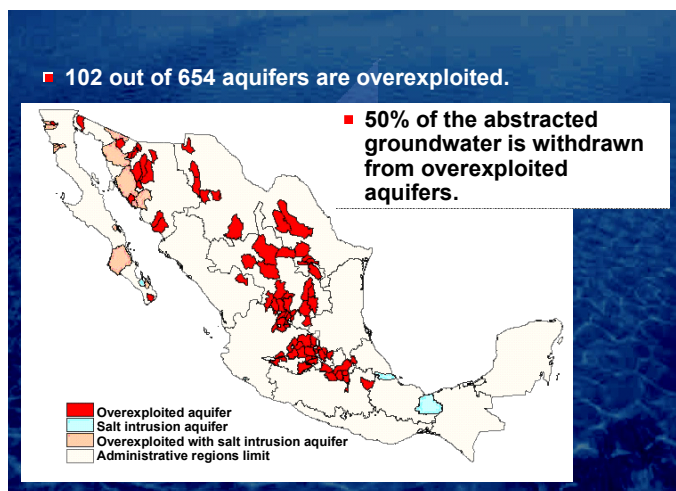 102 out of 654 aquifers are overexploited.
50% of the abstracted
groundwater is withdrawn
from overexploited
aquifers.
Overexploited aquifer
Salt intrusion aquifer
Overexploited with salt intrusion aquifer
Administrative regions limit